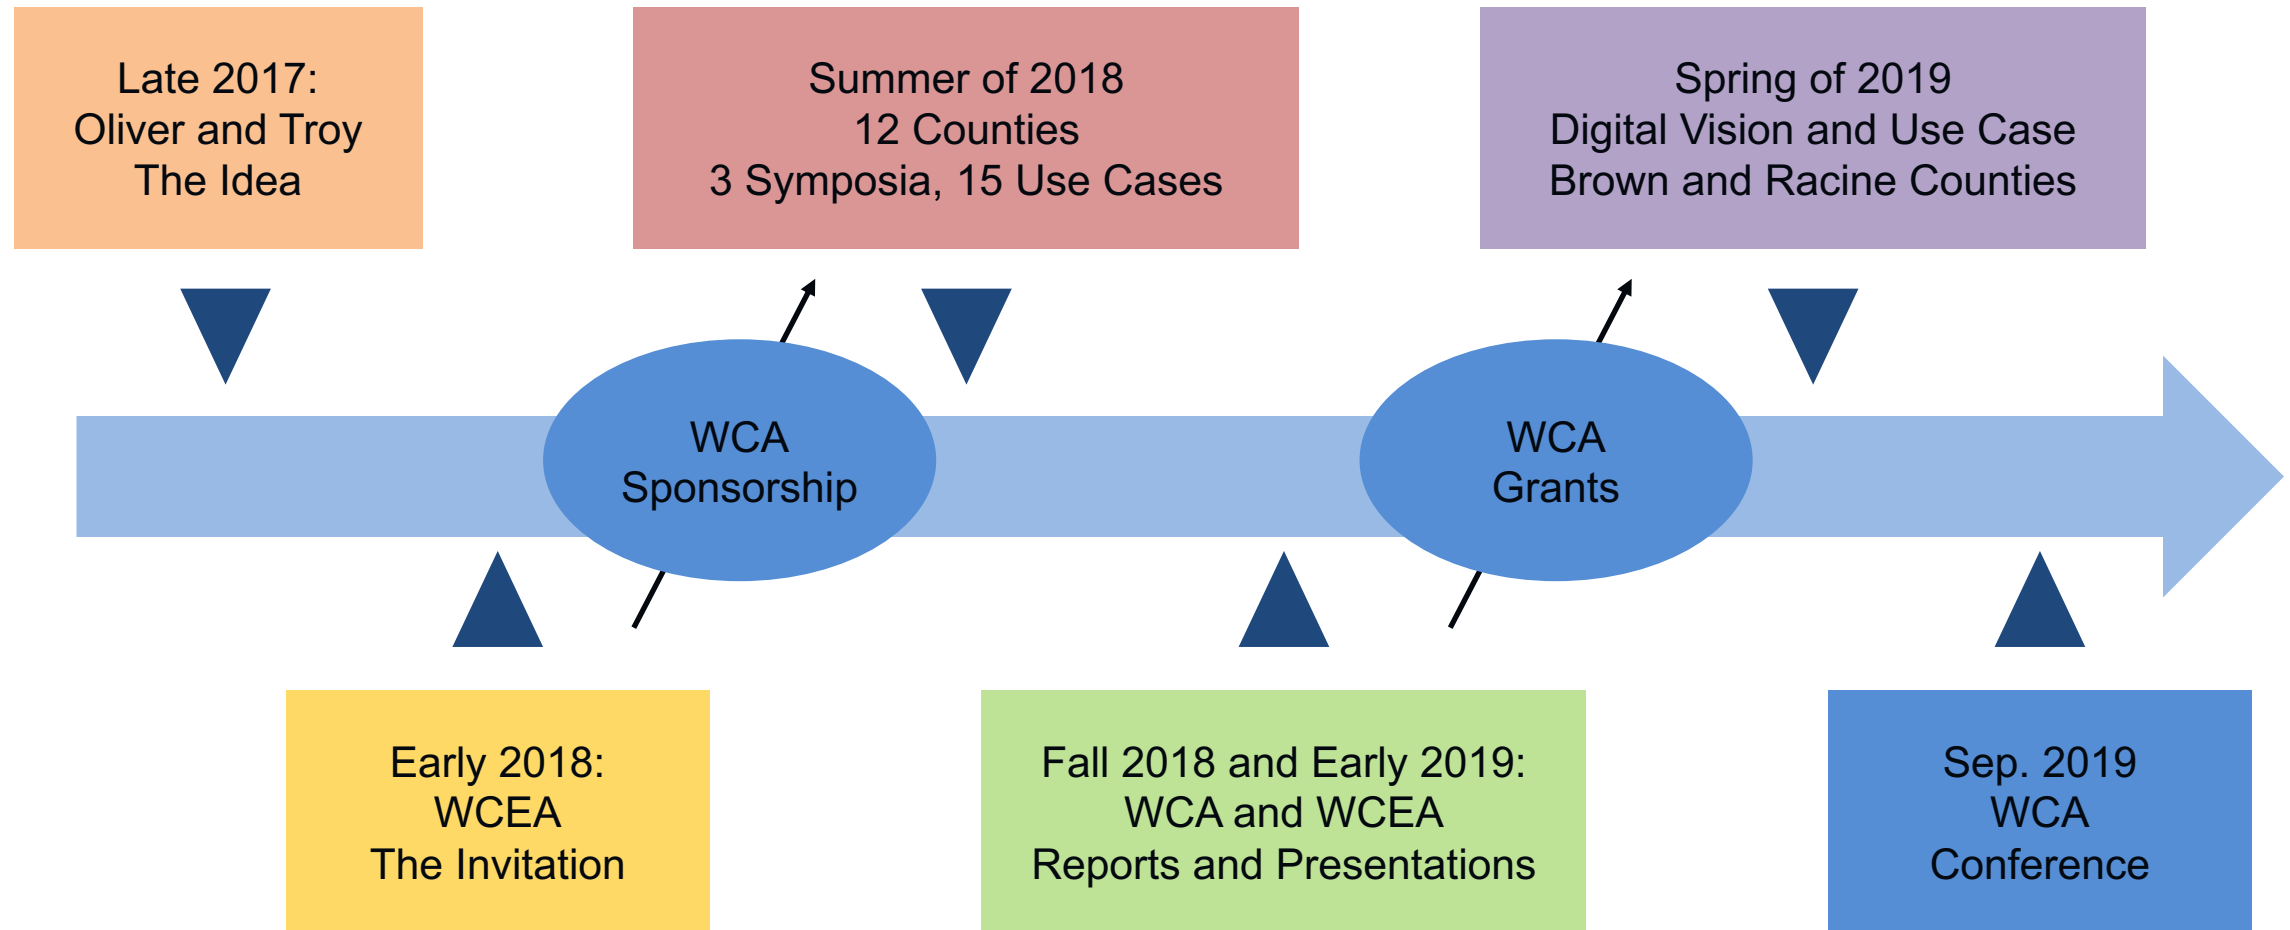 Late 2017:
Oliver and Troy
The Idea
Summer of 2018
12 Counties
3 Symposia, 15 Use Cases
Spring of 2019
Digital Vision and Use Case
Brown and Racine Counties
WCA
Sponsorship
WCA
Grants
Early 2018:
WCEA
The Invitation
Fall 2018 and Early 2019:
WCA and WCEA
Reports and Presentations
Sep. 2019
WCA
Conference